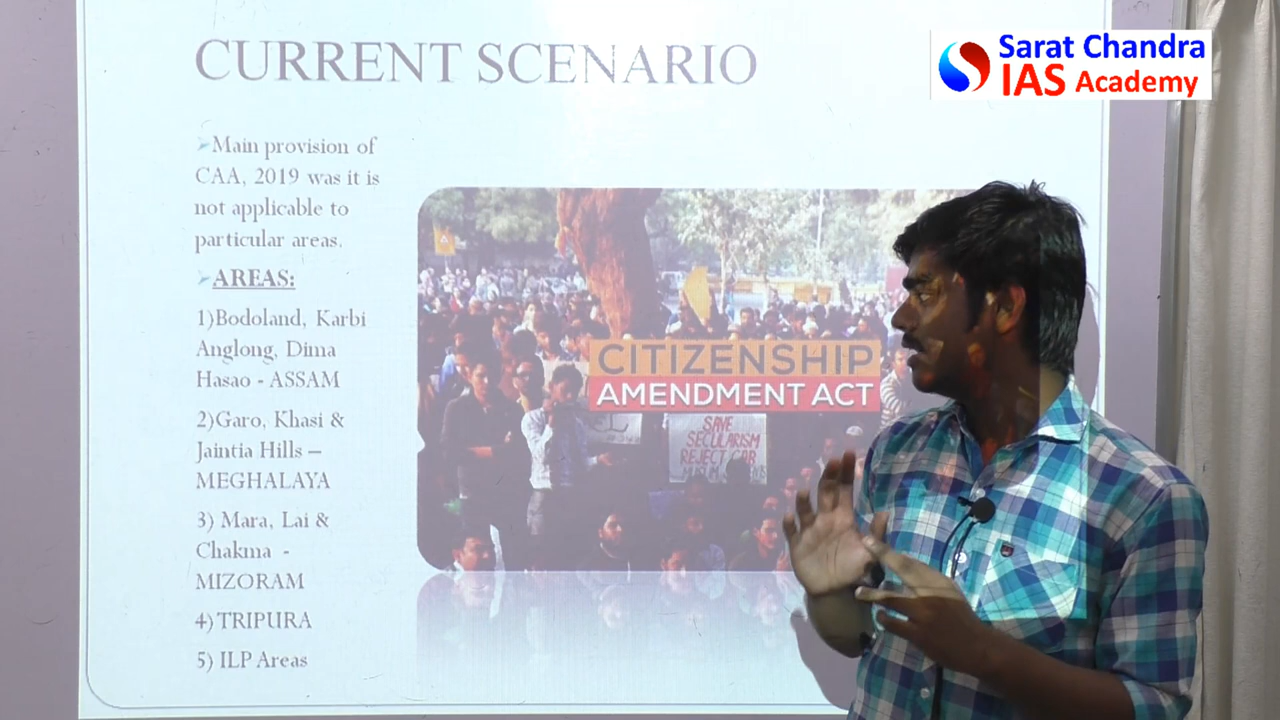 CURRENT SCENARIO
Sarat Chandra
IAS Academy
Main provision of
CAA, 2019 was it is
not applicable to
particular areas.
AREAS:
1)Bodoland, Karbi
Anglong, Dima
Hasao - ASSAM
2)Garo, Khasi &
Jaintia Hills –
MEGHALAYA
3) Mara, Lai &
Chakma -
MIZORAM
4) TRIPURA
5) ILP Areas
CITIZENSHIP
AMENDMENT ACT
SAVE
SECULARISM
REJECT CAB